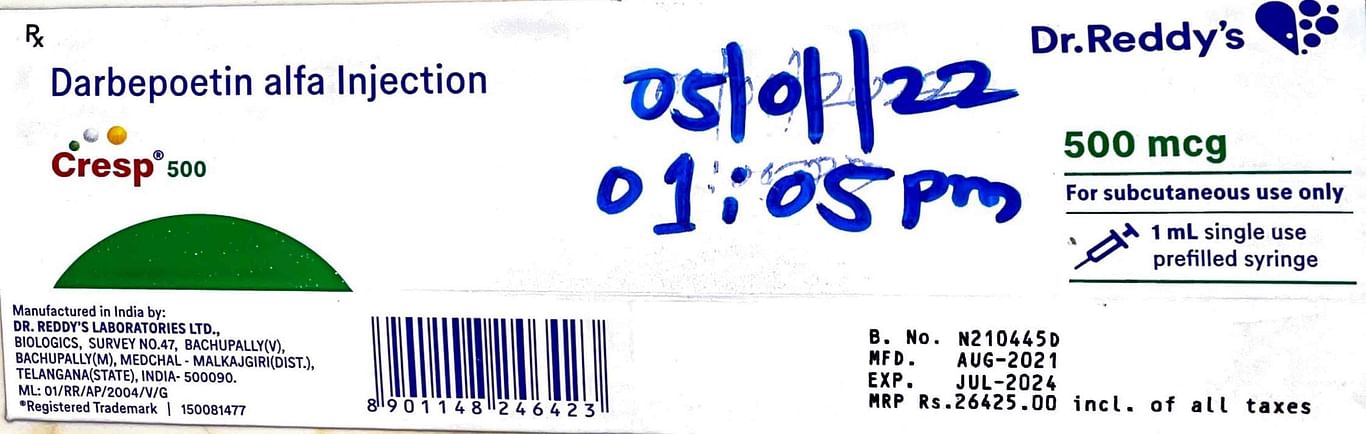 Rx
Darbepoetin alfa Injection
Cresp® 500
05/01/22
01:05pm
Dr.Reddy's
500 mcg
For subcutaneous use only
1 mL single use
prefilled syringe
Manufactured in India by:
DR. REDDY'S LABORATORIES LTD.,
BIOLOGICS, SURVEY NO.47, BACHUPALLY(V),
BACHUPALLY(M), MEDCHAL - MALKAJGIRI(DIST.),
TELANGANA(STATE), INDIA- 500090.
ML: 01/RR/AP/2004/V/G
®Registered Trademark | 150081477
8 901148 246423
B. No. N210445D
MFD. AUG-2021
EXP. JUL-2024
MRP Rs.26425.00 incl. of all taxes